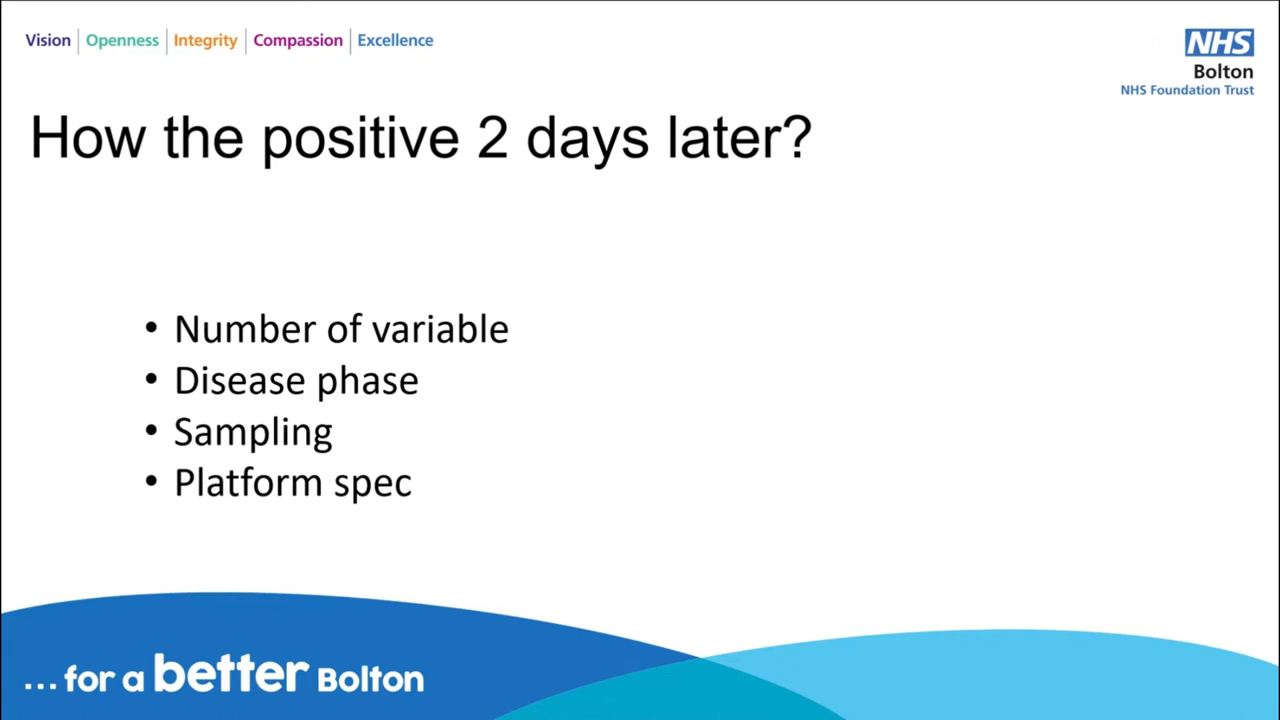 Vision Openness Integrity Compassion Excellence
NHS
Bolton
NHS Foundation Trust
How the positive 2 days later?
• Number of variable
• Disease phase
• Sampling
• Platform spec
...for a better Bolton